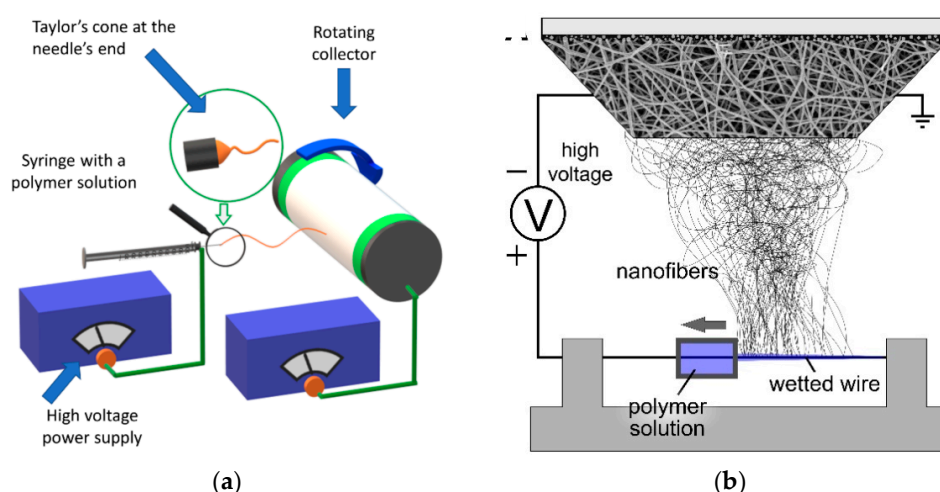 Taylor's cone at the
needle's end
Rotating
collector
Syringe with a
polymer solution
High voltage
power supply
(a)
high
voltage
−
V
+
nanofibers
wetted wire
polymer
solution
(b)